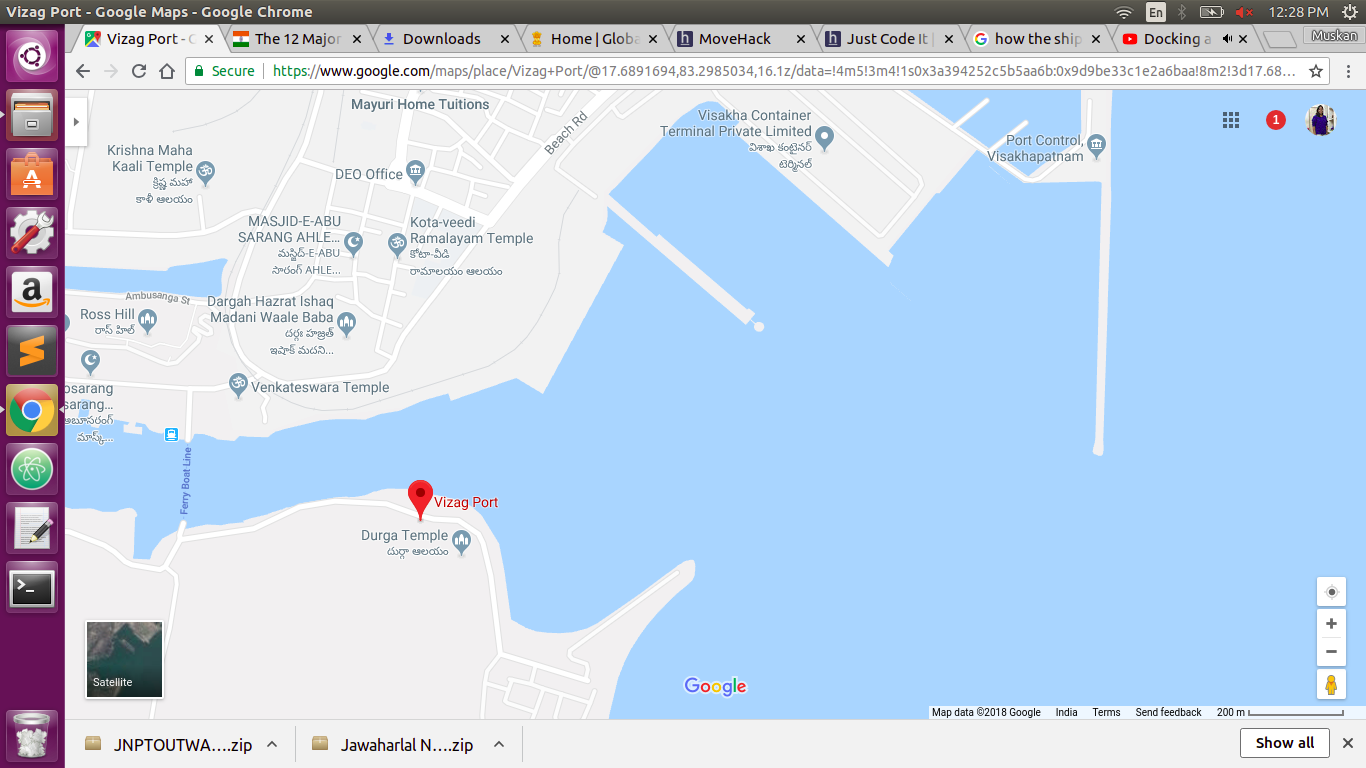 Vizag Port - Google Maps - Google Chrome
En
12:28 PM
Muskan
Vizag Port - G
The 12 Major
Downloads
Home | Globa
MoveHack
Just Code It |
how the ship
Docking a
Secure
https://www.google.com/maps/place/Vizag+Port/@17.6891694,83.2985034,16.1z/data=!4m5!3m4!1s0x3a394252c5b5aa6b:0x9d9be33c1e2a6baa!8m2!3d17.68...
1
Mayuri Home Tuitions
Beach Rd
Visakha Container
Terminal Private Limited
విశాఖ కంటైనర్
టెర్మినల్
Port Control,
Visakhapatnam
Krishna Maha
Kaali Temple
క్రిష్ణ మహా
కాళీ ఆలయం
DEO Office
MASJID-E-ABU
SARANG AHLE...
మస్జిద్-E-ABU
సారంగ్ AHLE...
Kota-veedi
Ramalayam Temple
కోటా-వీడి
రామాలయం ఆలయం
Ambusanga St
Ross Hill
రాస్ హిల్
Dargah Hazrat Ishaq
Madani Waale Baba
దర్గః హజ్రత్
ఇషాక్ మదని...
osarang
sarang...
అబూసరంగ్
మాస్క్...
Venkateswara Temple
Ferry Boat Line
Vizag Port
Durga Temple
దుర్గా ఆలయం
Satellite
Google
Map data ©2018 Google
India
Terms
Send feedback
200 m
JNPTOUTWA....zip
Jawaharlal N....zip
Show all